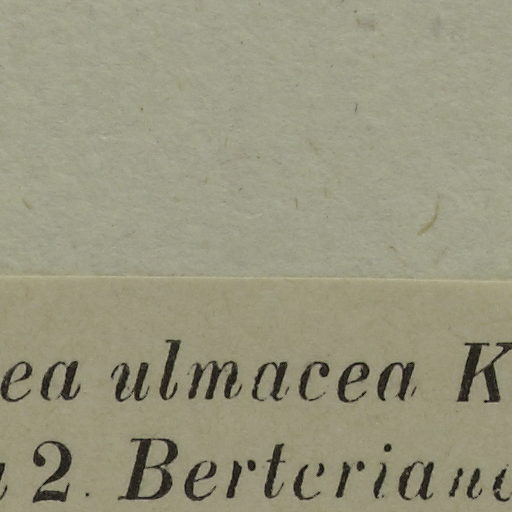 ea ulmacea K
2. Berteriana